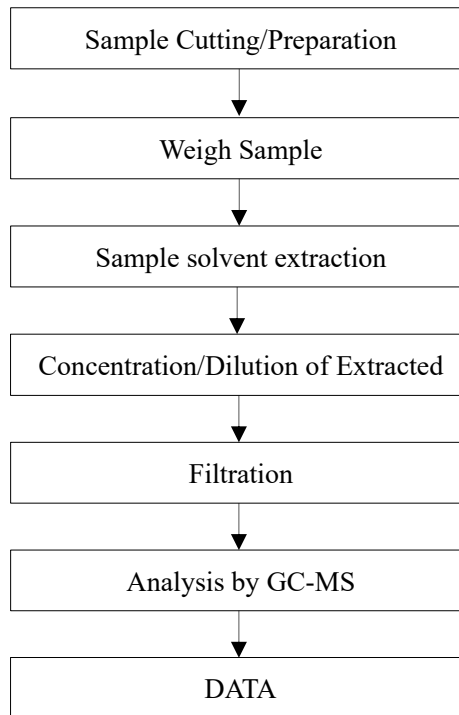 Sample Cutting/Preparation
Weigh Sample
Sample solvent extraction
Concentration/Dilution of Extracted
Filtration
Analysis by GC-MS
DATA